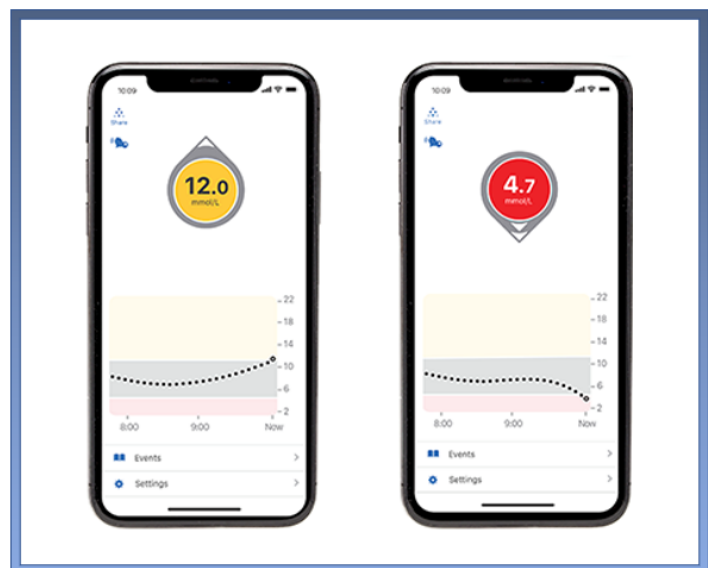 10:09
Share
12.0
mmol/L
22
18
14
10
6
2
8:00
9:00
Now
Events
Settings
10:09
Share
4.7
mmol/L
22
18
14
10
6
2
8:00
9:00
Now
Events
Settings